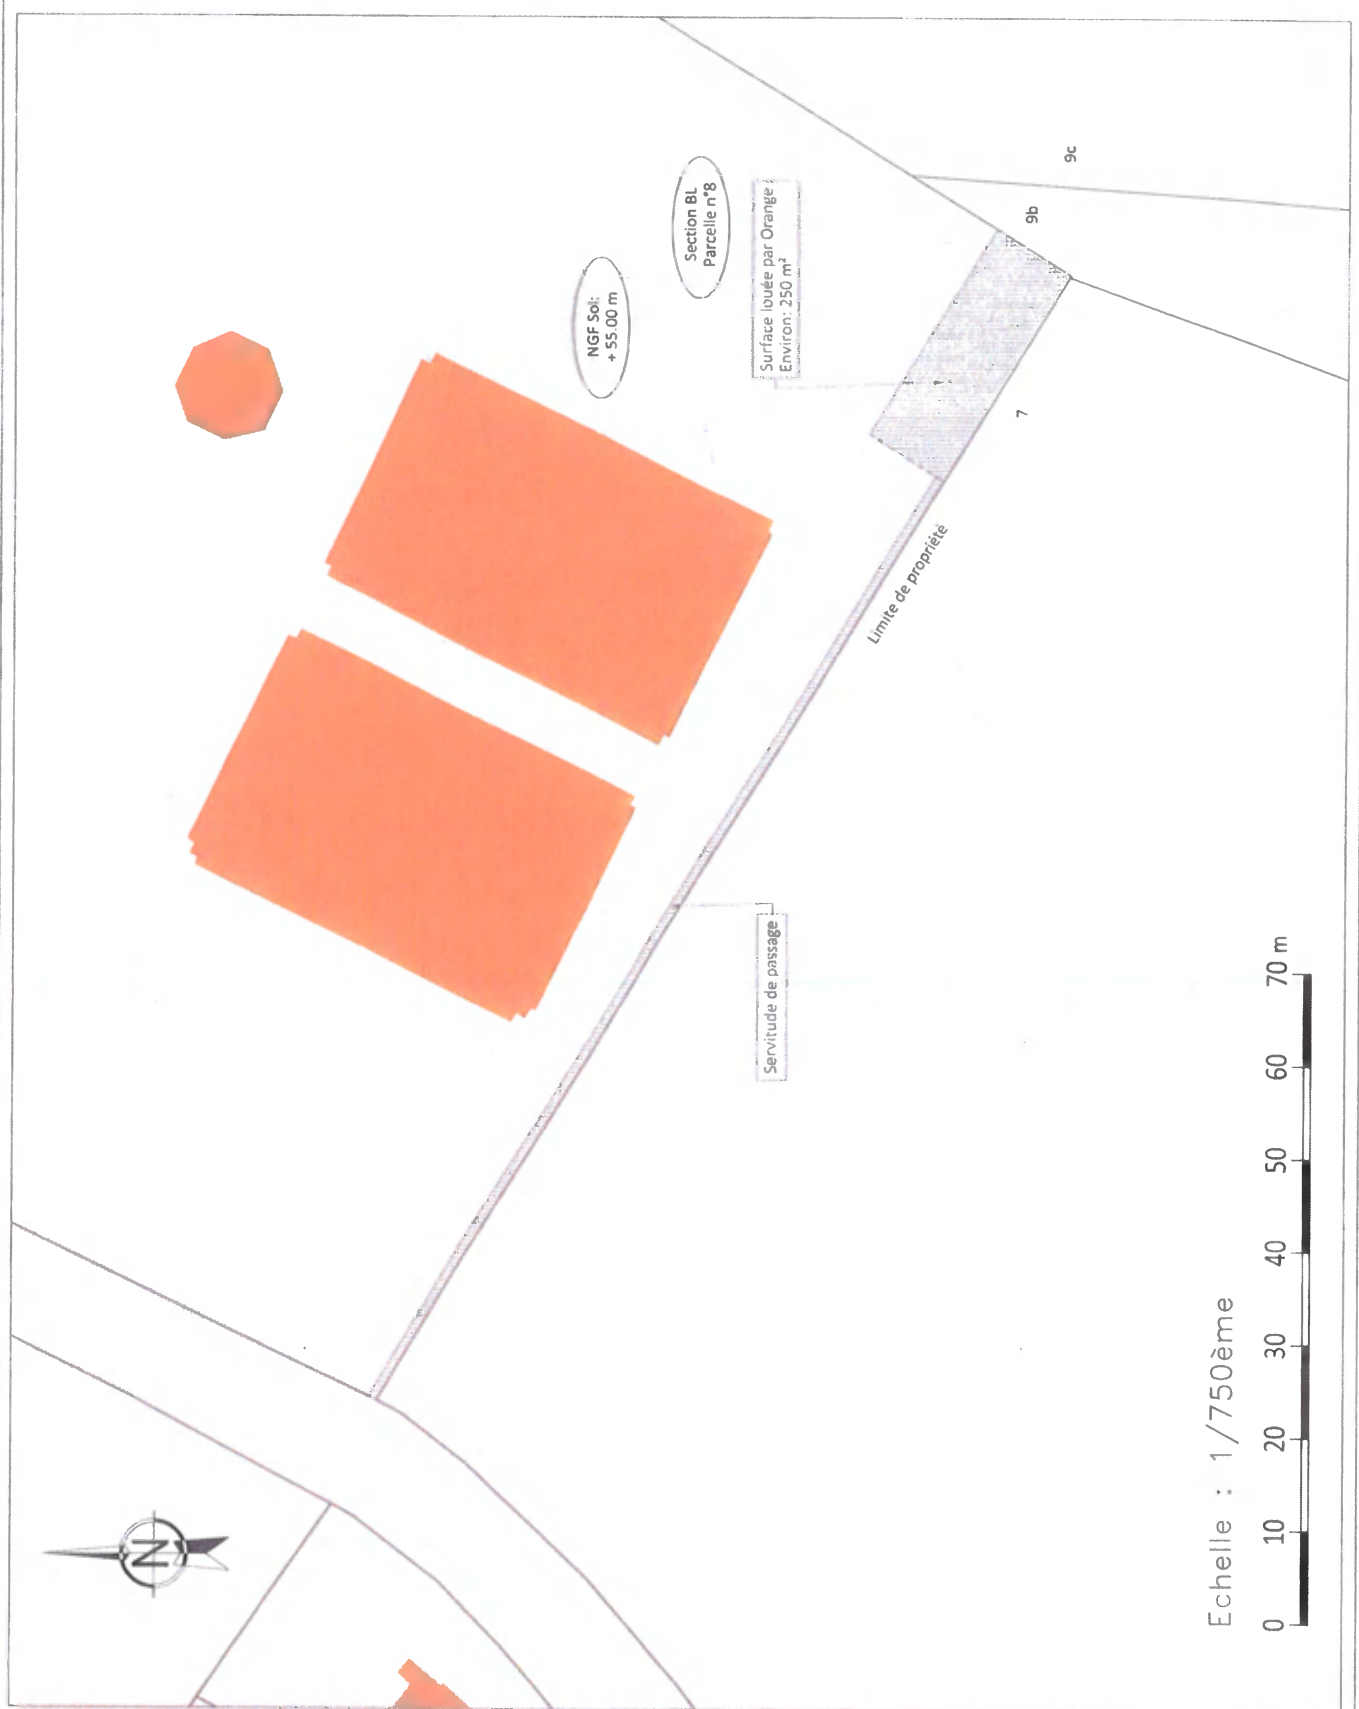 NGF Sol:
+ 55.00 m
Section BL
Parcelle n°8
Surface louée par Orange
Environ: 250 m²
9c
9b
7
Limite de propriété
Servitude de passage
N
Echelle : 1/750ème
0 10 20 30 40 50 60 70 m